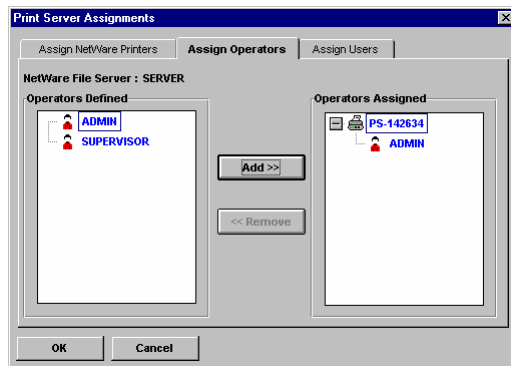 Print Server Assignments
Assign NetWare Printers
Assign Operators
Assign Users
NetWare File Server : SERVER
Operators Defined
ADMIN
SUPERVISOR
Add >>
<< Remove
Operators Assigned
PS-142634
ADMIN
OK
Cancel